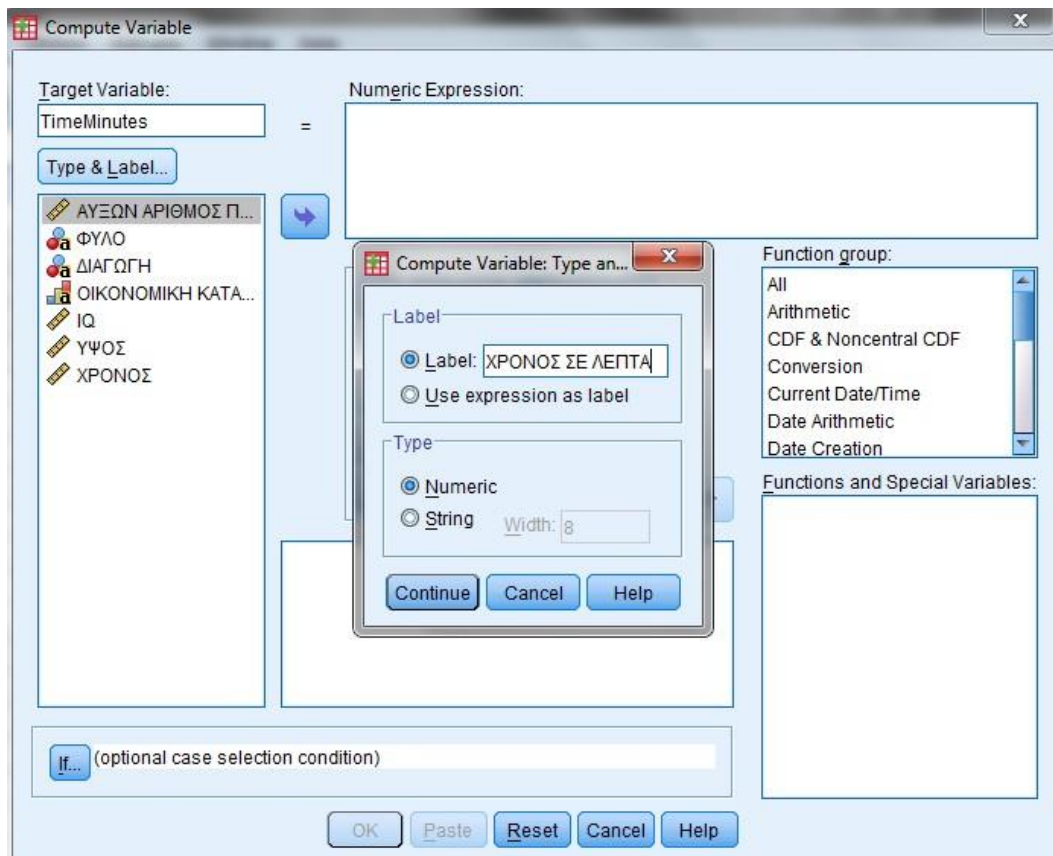 Compute Variable
Target Variable:
TimeMinutes
=
Numeric Expression:
Type & Label...
ΑΥΞΩΝ ΑΡΙΘΜΟΣ Π...
ΦΥΛΟ
ΔΙΑΓΩΓΗ
ΟΙΚΟΝΟΜΙΚΗ ΚΑΤΑ...
IQ
ΥΨΟΣ
ΧΡΟΝΟΣ
Compute Variable: Type an...
Label
Label: ΧΡΟΝΟΣ ΣΕ ΛΕΠΤΑ
Use expression as label
Type
Numeric
String Width: 8
Continue Cancel Help
Function group:
All
Arithmetic
CDF & Noncentral CDF
Conversion
Current Date/Time
Date Arithmetic
Date Creation
Functions and Special Variables:
If... (optional case selection condition)
OK Paste Reset Cancel Help